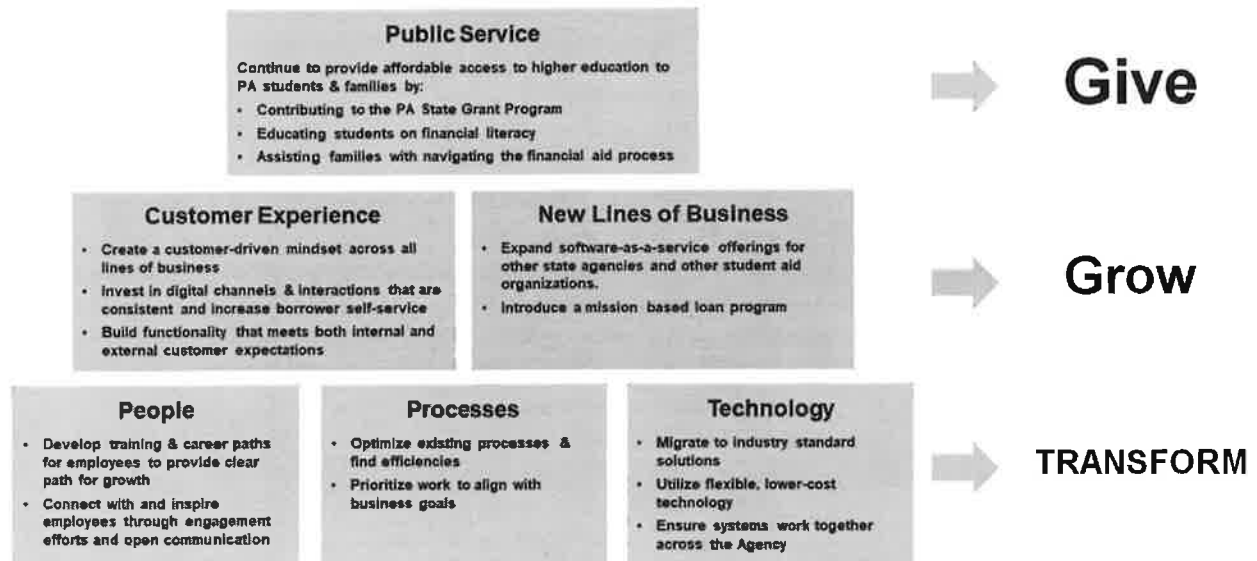 Public Service
Continue to provide affordable access to higher education to
PA students & families by:
• Contributing to the PA State Grant Program
• Educating students on financial literacy
• Assisting families with navigating the financial aid process
Give
Customer Experience
• Create a customer-driven mindset across all
lines of business
• Invest in digital channels & interactions that are
consistent and increase borrower self-service
• Build functionality that meets both internal and
external customer expectations
New Lines of Business
• Expand software-as-a-service offerings for
other state agencies and other student aid
organizations.
• Introduce a mission based loan program
Grow
People
• Develop training & career paths
for employees to provide clear
path for growth
• Connect with and inspire
employees through engagement
efforts and open communication
Processes
• Optimize existing processes &
find efficiencies
• Prioritize work to align with
business goals
Technology
• Migrate to industry standard
solutions
• Utilize flexible, lower-cost
technology
• Ensure systems work together
across the Agency
TRANSFORM